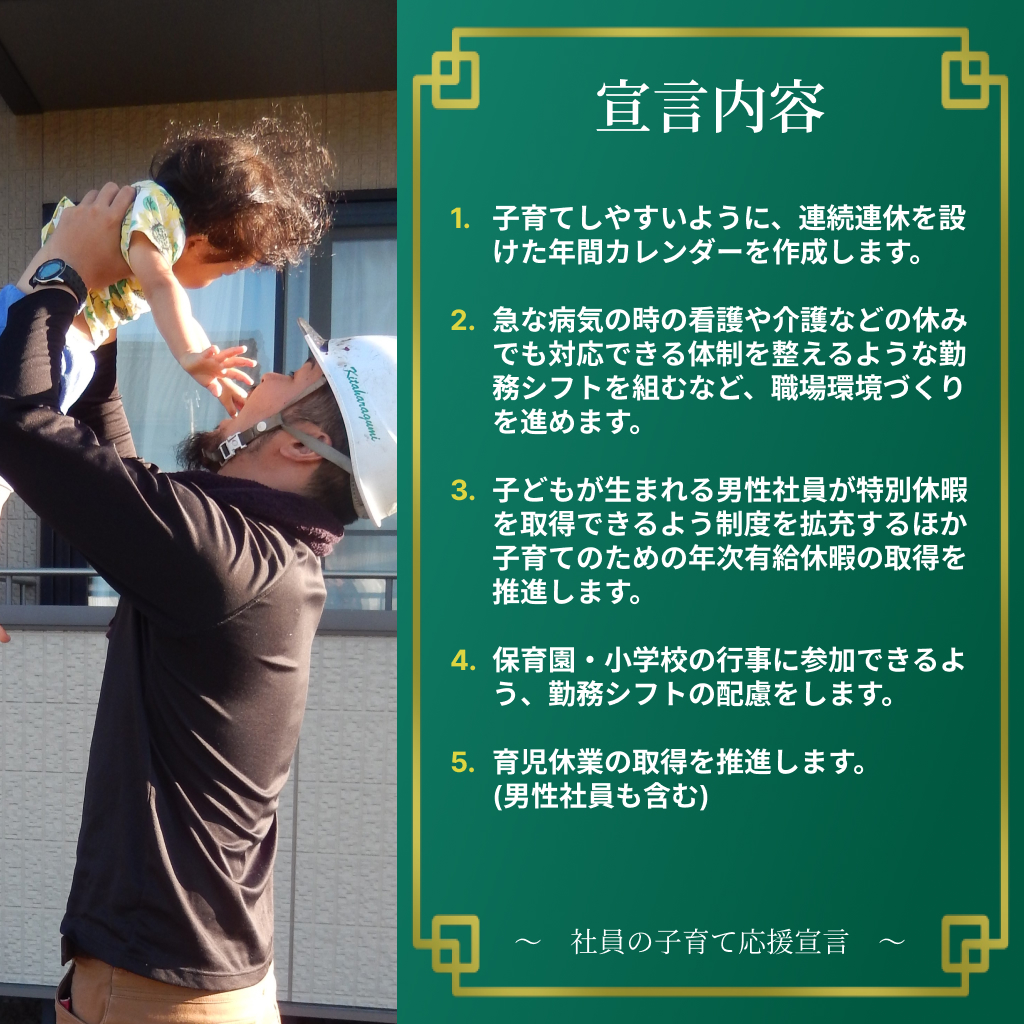 宣言内容
1. 子育てしやすいように、連続連休を設
けた年間カレンダーを作成します。
2. 急な病気の時の看護や介護などの休み
でも対応できる体制を整えるような勤
務シフトを組むなど、職場環境づくり
を進めます。
3. 子どもが生まれる男性社員が特別休暇
を取得できるよう制度を拡充するほか
子育てのための年次有給休暇の取得を
推進します。
4. 保育園・小学校の行事に参加できるよ
う、勤務シフトの配慮をします。
5. 育児休業の取得を推進します。
(男性社員も含む)
～ 社員の子育て応援宣言 ～
Kitaharagumi